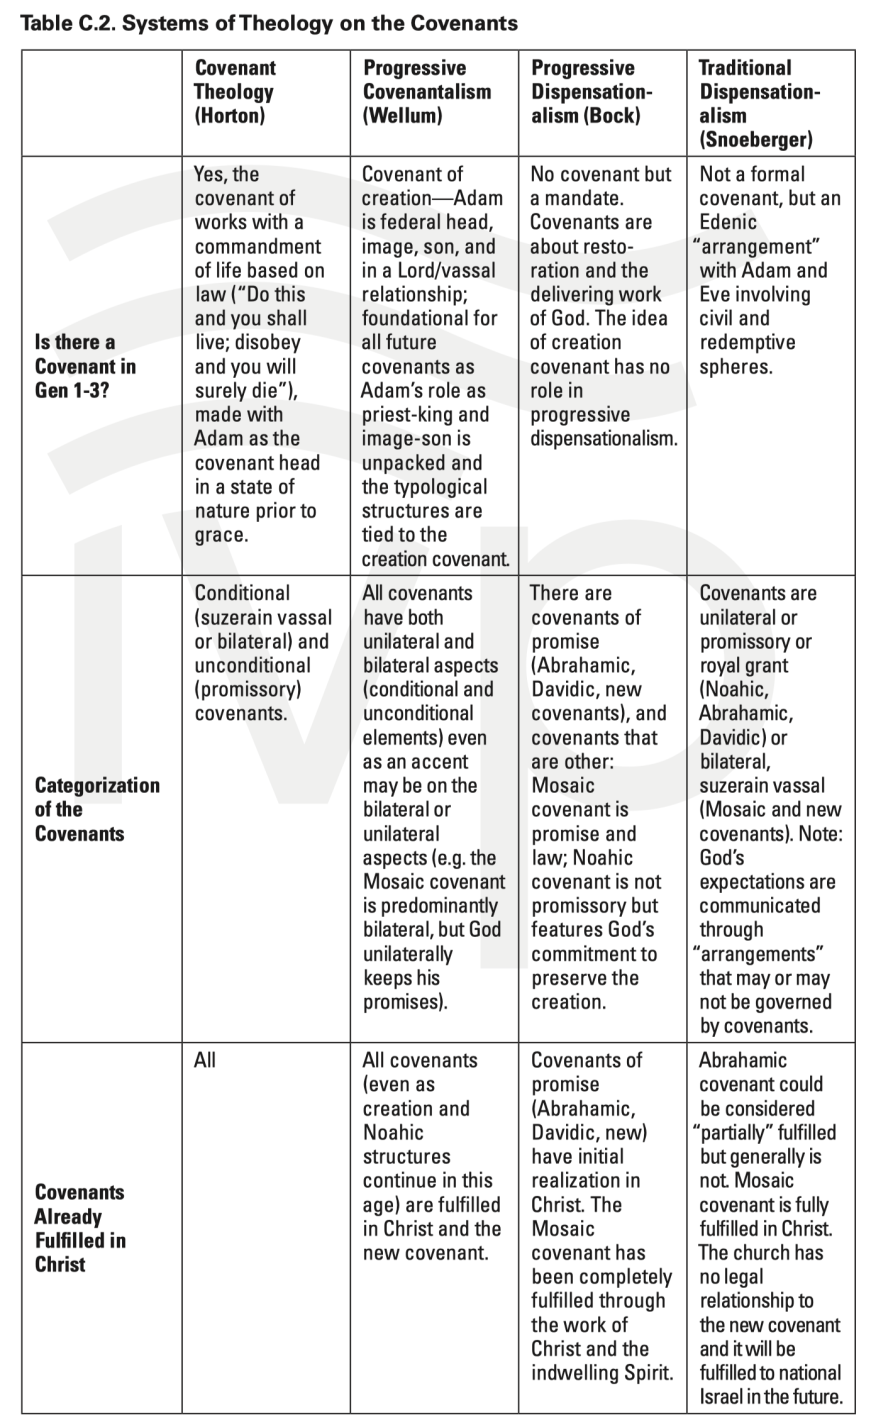 Table C.2. Systems of Theology on the Covenants
Covenant
Theology
(Horton)
Progressive
Covenantalism
(Wellum)
Progressive
Dispensation-
alism (Bock)
Traditional
Dispensation-
alism
(Snoeberger)
Is there a
Covenant in
Gen 1-3?
Yes, the
covenant of
works with a
commandment
of life based on
law (“Do this
and you shall
live; disobey
and you will
surely die”),
made with
Adam as the
covenant head
in a state of
nature prior to
grace.
Covenant of
creation—Adam
is federal head,
image, son, and
in a Lord/vassal
relationship;
foundational for
all future
covenants as
Adam’s role as
priest-king and
image-son is
unpacked and
the typological
structures are
tied to the
creation covenant.
No covenant but
a mandate.
Covenants are
about resto-
ration and the
delivering work
of God. The idea
of creation
covenant has no
role in
progressive
dispensationalism.
Not a formal
covenant, but an
Edenic
“arrangement”
with Adam and
Eve involving
civil and
redemptive
spheres.
Categorization
of the
Covenants
Conditional
(suzerain vassal
or bilateral) and
unconditional
(promissory)
covenants.
All covenants
have both
unilateral and
bilateral aspects
(conditional and
unconditional
elements) even
as an accent
may be on the
bilateral or
unilateral
aspects (e.g. the
Mosaic covenant
is predominantly
bilateral, but God
unilaterally
keeps his
promises).
There are
covenants of
promise
(Abrahamic,
Davidic, new
covenants), and
covenants that
are other:
Mosaic
covenant is
promise and
law; Noahic
covenant is not
promissory but
features God’s
commitment to
preserve the
creation.
Covenants are
unilateral or
promissory or
royal grant
(Noahic,
Abrahamic,
Davidic) or
bilateral,
suzerain vassal
(Mosaic and new
covenants). Note:
God’s
expectations are
communicated
through
“arrangements”
that may or may
not be governed
by covenants.
Covenants
Already
Fulfilled in
Christ
All
All covenants
(even as
creation and
Noahic
structures
continue in this
age) are fulfilled
in Christ and the
new covenant.
Covenants of
promise
(Abrahamic,
Davidic, new)
have initial
realization in
Christ. The
Mosaic
covenant has
been completely
fulfilled through
the work of
Christ and the
indwelling Spirit.
Abrahamic
covenant could
be considered
“partially” fulfilled
but generally is
not. Mosaic
covenant is fully
fulfilled in Christ.
The church has
no legal
relationship to
the new covenant
and it will be
fulfilled to national
Israel in the future.
ivp